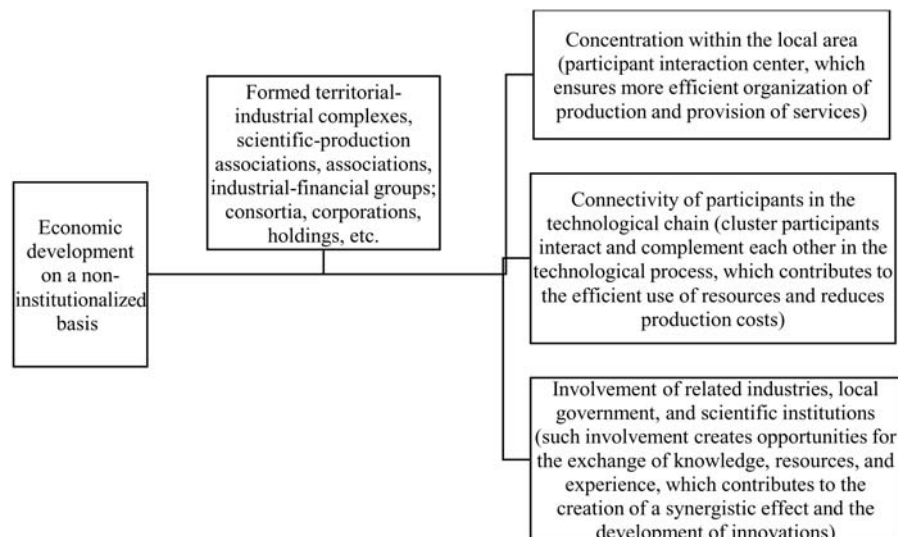 Economic
development
on a non-
institutionalized
basis
Formed territorial-
industrial complexes,
scientific-production
associations, associations,
industrial-financial groups;
consortia, corporations,
holdings, etc.
Concentration within the local area
(participant interaction center, which
ensures more efficient organization of
production and provision of services)
Connectivity of participants in the
technological chain (cluster participants
interact and complement each other in
the technological process, which
contributes to the efficient use of resources and reduces
production costs)
Involvement of related industries, local
government, and scientific institutions
(such involvement creates opportunities for
the exchange of knowledge, resources, and
experience, which contributes to the
creation of a synergistic effect and the
development of innovations)